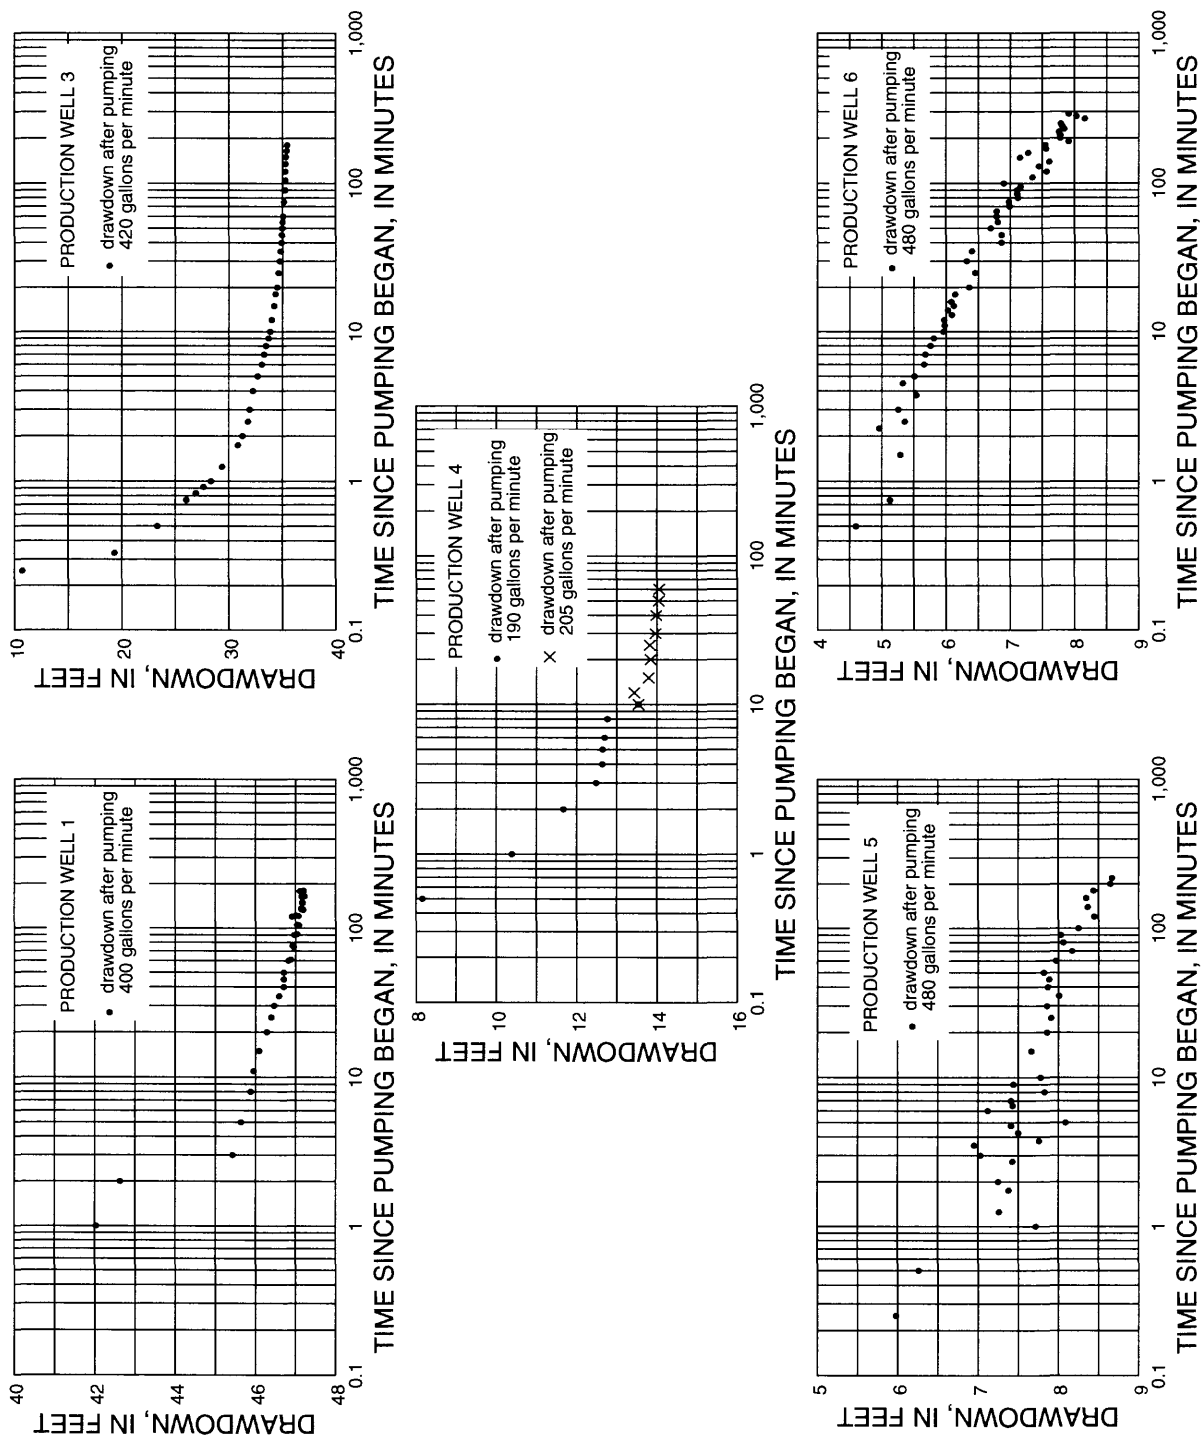 PRODUCTION WELL 1
drawdown after pumping
400 gallons per minute
40
42
44
46
48
DRAWDOWN, IN FEET
0.1
1
10
100
1,000
TIME SINCE PUMPING BEGAN, IN MINUTES
PRODUCTION WELL 3
drawdown after pumping
420 gallons per minute
10
20
30
40
DRAWDOWN, IN FEET
0.1
1
10
100
1,000
TIME SINCE PUMPING BEGAN, IN MINUTES
PRODUCTION WELL 4
drawdown after pumping
190 gallons per minute
drawdown after pumping
205 gallons per minute
8
10
12
14
16
DRAWDOWN, IN FEET
0.1
1
10
100
1,000
TIME SINCE PUMPING BEGAN, IN MINUTES
PRODUCTION WELL 5
drawdown after pumping
480 gallons per minute
5
6
7
8
9
DRAWDOWN, IN FEET
0.1
1
10
100
1,000
TIME SINCE PUMPING BEGAN, IN MINUTES
PRODUCTION WELL 6
drawdown after pumping
480 gallons per minute
4
5
6
7
8
9
DRAWDOWN, IN FEET
0.1
1
10
100
1,000
TIME SINCE PUMPING BEGAN, IN MINUTES